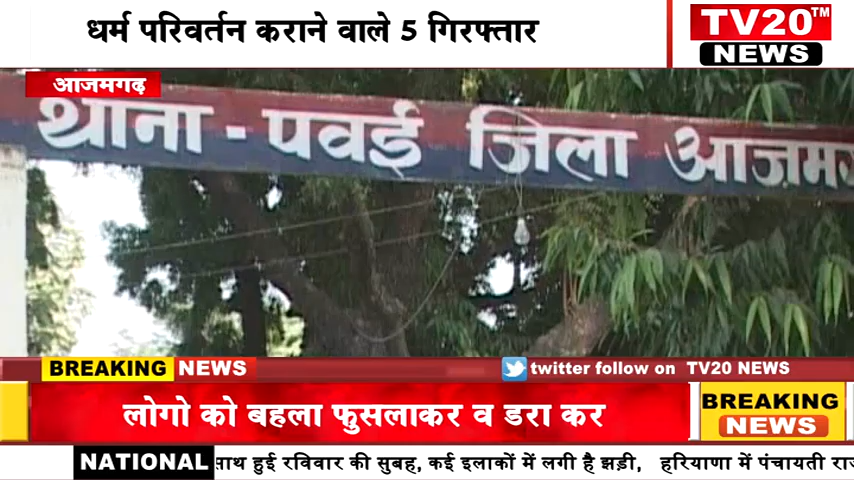 धर्म परिवर्तन कराने वाले 5 गिरफ्तार
TV20™
NEWS
आजमगढ़
थाना - पवई जिला
BREAKING NEWS
twitter follow on TV20 NEWS
लोगो को बहला फुसलाकर व डरा कर
BREAKING
NEWS
NATIONAL
साथ हुई रविवार की सुबह, कई इलाकों में लगी है झड़ी, हरियाणा में पंचायती